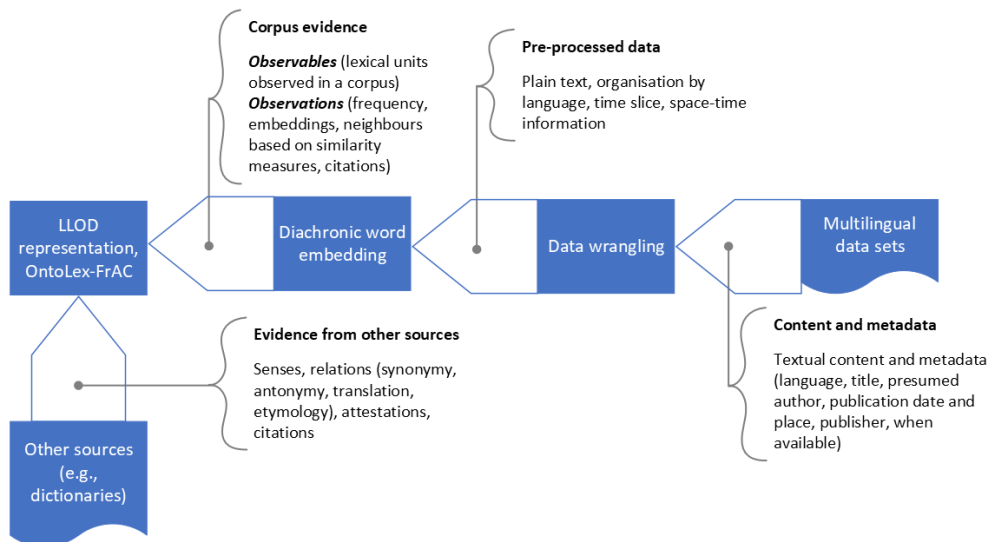 Corpus evidence
Observables (lexical units
observed in a corpus)
Observations (frequency,
embeddings, neighbours
based on similarity
measures, citations)
Pre-processed data
Plain text, organisation by
language, time slice, space-time
information
LLOD
representation,
OntoLex-FrAC
Diachronic word
embedding
Data wrangling
Multilingual
data sets
Evidence from other sources
Senses, relations (synonymy,
antonymy, translation,
etymology), attestations,
citations
Content and metadata
Textual content and metadata
(language, title, presumed
author, publication date and
place, publisher, when
available)
Other sources
(e.g.,
dictionaries)